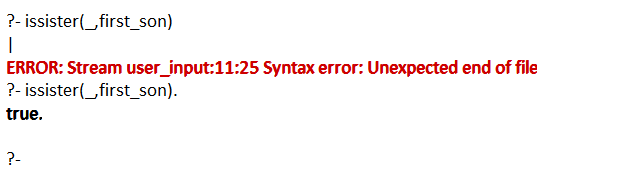 ?- issister(_,first_son)
|
ERROR: Stream user_input:11:25 Syntax error: Unexpected end of file
?- issister(_,first_son).
true.
?-